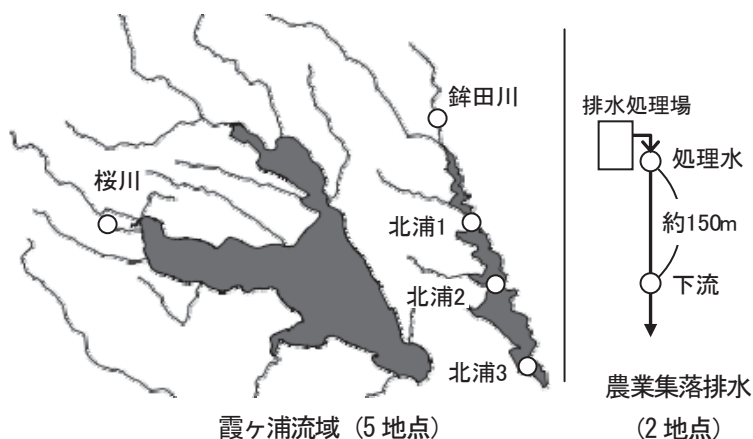 鉾田川
桜川
北浦1
北浦2
北浦3
霞ヶ浦流域（5 地点）
排水処理場
処理水
約150m
下流
農業集落排水
（2 地点）